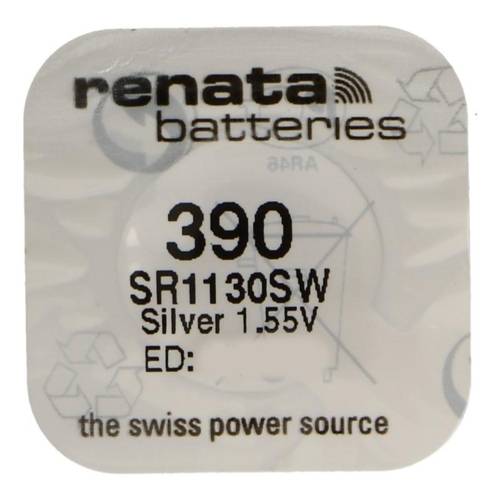 renata
batteries
390
SR1130SW
Silver 1.55V
ED:
the swiss power source